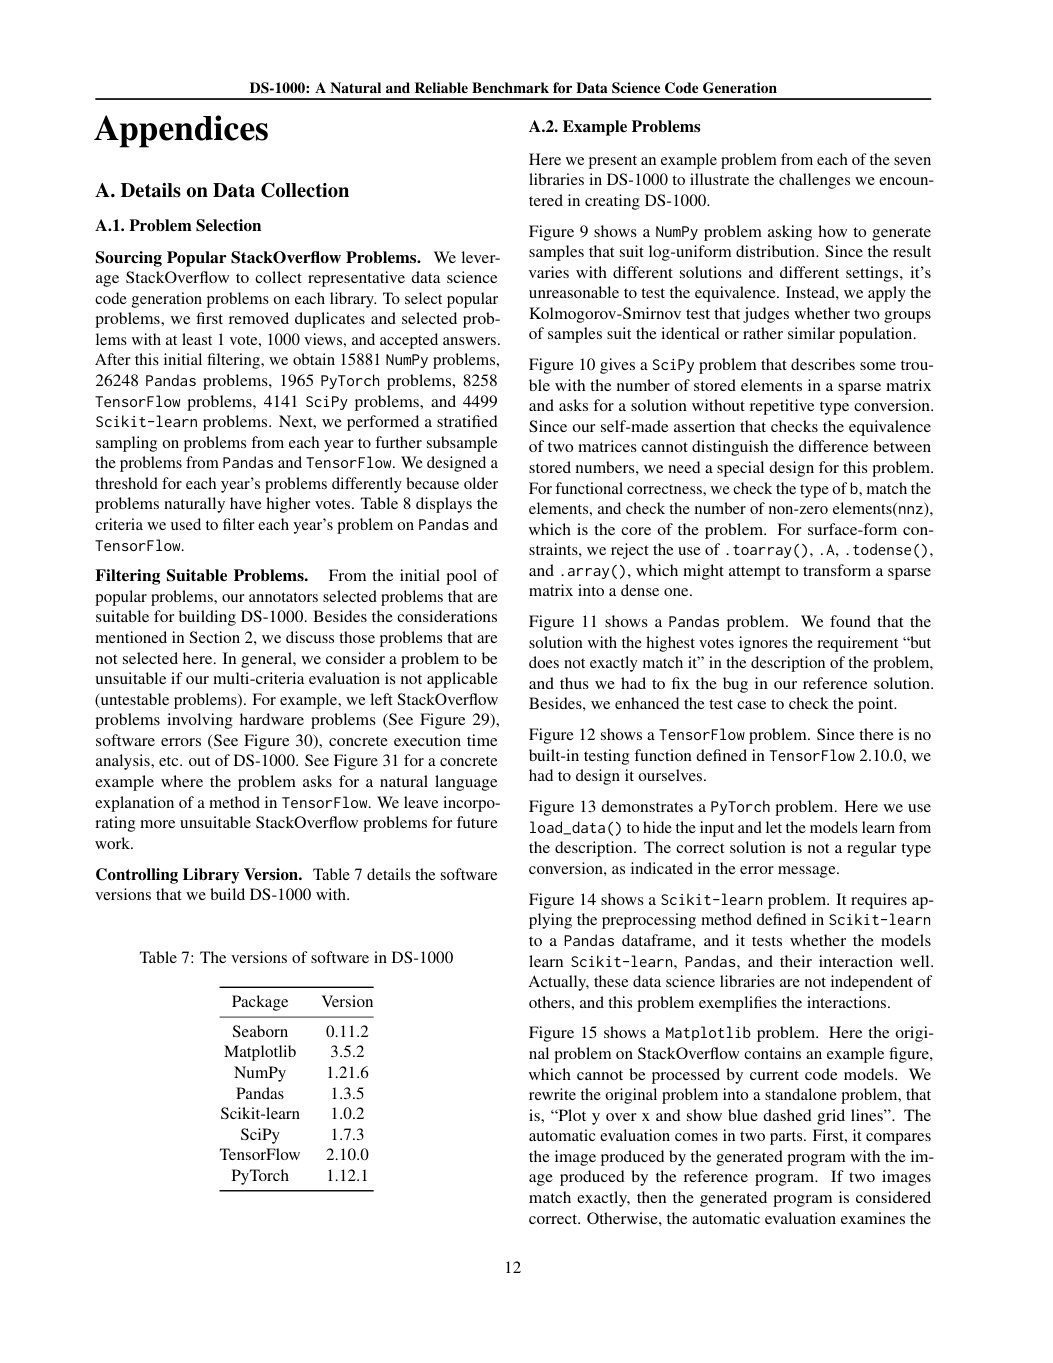 DS-1000: A Natural and Reliable Benchmark for Data Science Code Generation
Appendices
A. Details on Data Collection
A.1. Problem Selection
Sourcing Popular StackOverflow Problems. We lever-
age StackOverflow to collect representative data science
code generation problems on each library. To select popular
problems, we first removed duplicates and selected prob-
lems with at least 1 vote, 1000 views, and accepted answers.
After this initial filtering, we obtain 15881 NumPy problems,
26248 Pandas problems, 1965 PyTorch problems, 8258
TensorFlow problems, 4141 SciPy problems, and 4499
Scikit-learn problems. Next, we performed a stratified
sampling on problems from each year to further subsample
the problems from Pandas and TensorFlow. We designed a
threshold for each year's problems differently because older
problems naturally have higher votes. Table 8 displays the
criteria we used to filter each year's problem on Pandas and
TensorFlow.
Filtering Suitable Problems. From the initial pool of
popular problems, our annotators selected problems that are
suitable for building DS-1000. Besides the considerations
mentioned in Section 2, we discuss those problems that are
not selected here. In general, we consider a problem to be
unsuitable if our multi-criteria evaluation is not applicable
(untestable problems). For example, we left StackOverflow
problems involving hardware problems (See Figure 29),
software errors (See Figure 30), concrete execution time
analysis, etc. out of DS-1000. See Figure 31 for a concrete
example where the problem asks for a natural language
explanation of a method in TensorFlow. We leave incorpo-
rating more unsuitable StackOverflow problems for future
work.
Controlling Library Version. Table 7 details the software
versions that we build DS-1000 with.
Table 7: The versions of software in DS-1000
Package Version
Seaborn 0.11.2
Matplotlib 3.5.2
NumPy 1.21.6
Pandas 1.3.5
Scikit-learn 1.0.2
SciPy 1.7.3
TensorFlow 2.10.0
PyTorch 1.12.1
A.2. Example Problems
Here we present an example problem from each of the seven
libraries in DS-1000 to illustrate the challenges we encoun-
tered in creating DS-1000.
Figure 9 shows a NumPy problem asking how to generate
samples that suit log-uniform distribution. Since the result
varies with different solutions and different settings, it's
unreasonable to test the equivalence. Instead, we apply the
Kolmogorov-Smirnov test that judges whether two groups
of samples suit the identical or rather similar population.
Figure 10 gives a SciPy problem that describes some trou-
ble with the number of stored elements in a sparse matrix
and asks for a solution without repetitive type conversion.
Since our self-made assertion that checks the equivalence
of two matrices cannot distinguish the difference between
stored numbers, we need a special design for this problem.
For functional correctness, we check the type of b, match the
elements, and check the number of non-zero elements(nnz),
which is the core of the problem. For surface-form con-
straints, we reject the use of .toarray(), .A, .todense(),
and .array(), which might attempt to transform a sparse
matrix into a dense one.
Figure 11 shows a Pandas problem. We found that the
solution with the highest votes ignores the requirement “but
does not exactly match it” in the description of the problem,
and thus we had to fix the bug in our reference solution.
Besides, we enhanced the test case to check the point.
Figure 12 shows a TensorFlow problem. Since there is no
built-in testing function defined in TensorFlow 2.10.0, we
had to design it ourselves.
Figure 13 demonstrates a PyTorch problem. Here we use
load_data() to hide the input and let the models learn from
the description. The correct solution is not a regular type
conversion, as indicated in the error message.
Figure 14 shows a Scikit-learn problem. It requires ap-
plying the preprocessing method defined in Scikit-learn
to a Pandas dataframe, and it tests whether the models
learn Scikit-learn, Pandas, and their interaction well.
Actually, these data science libraries are not independent of
others, and this problem exemplifies the interactions.
Figure 15 shows a Matplotlib problem. Here the origi-
nal problem on StackOverflow contains an example figure,
which cannot be processed by current code models. We
rewrite the original problem into a standalone problem, that
is, “Plot y over x and show blue dashed grid lines”. The
automatic evaluation comes in two parts. First, it compares
the image produced by the generated program with the im-
age produced by the reference program. If two images
match exactly, then the generated program is considered
correct. Otherwise, the automatic evaluation examines the
12